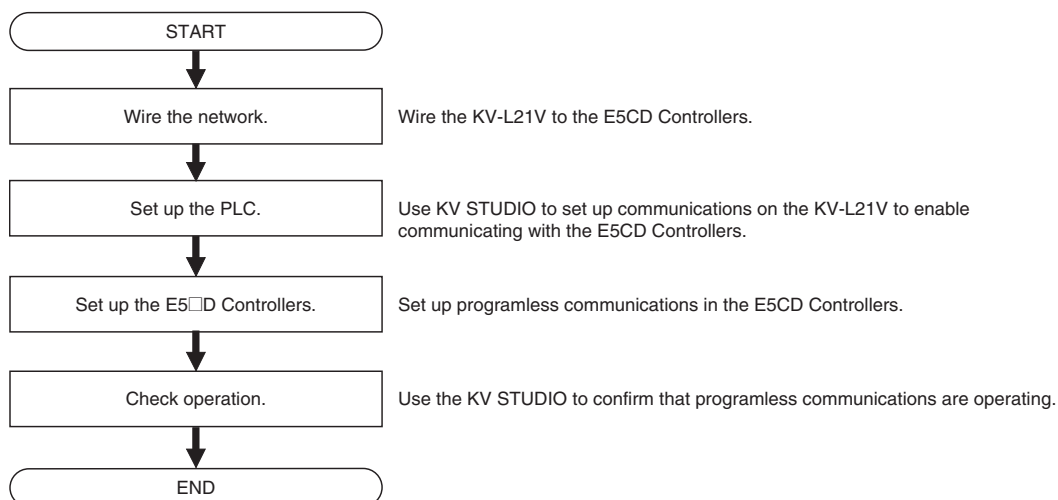 START
Wire the network.
Wire the KV-L21V to the E5CD Controllers.
Set up the PLC.
Use KV STUDIO to set up communications on the KV-L21V to enable
communicating with the E5CD Controllers.
Set up the E5□D Controllers.
Set up programless communications in the E5CD Controllers.
Check operation.
Use the KV STUDIO to confirm that programless communications are operating.
END